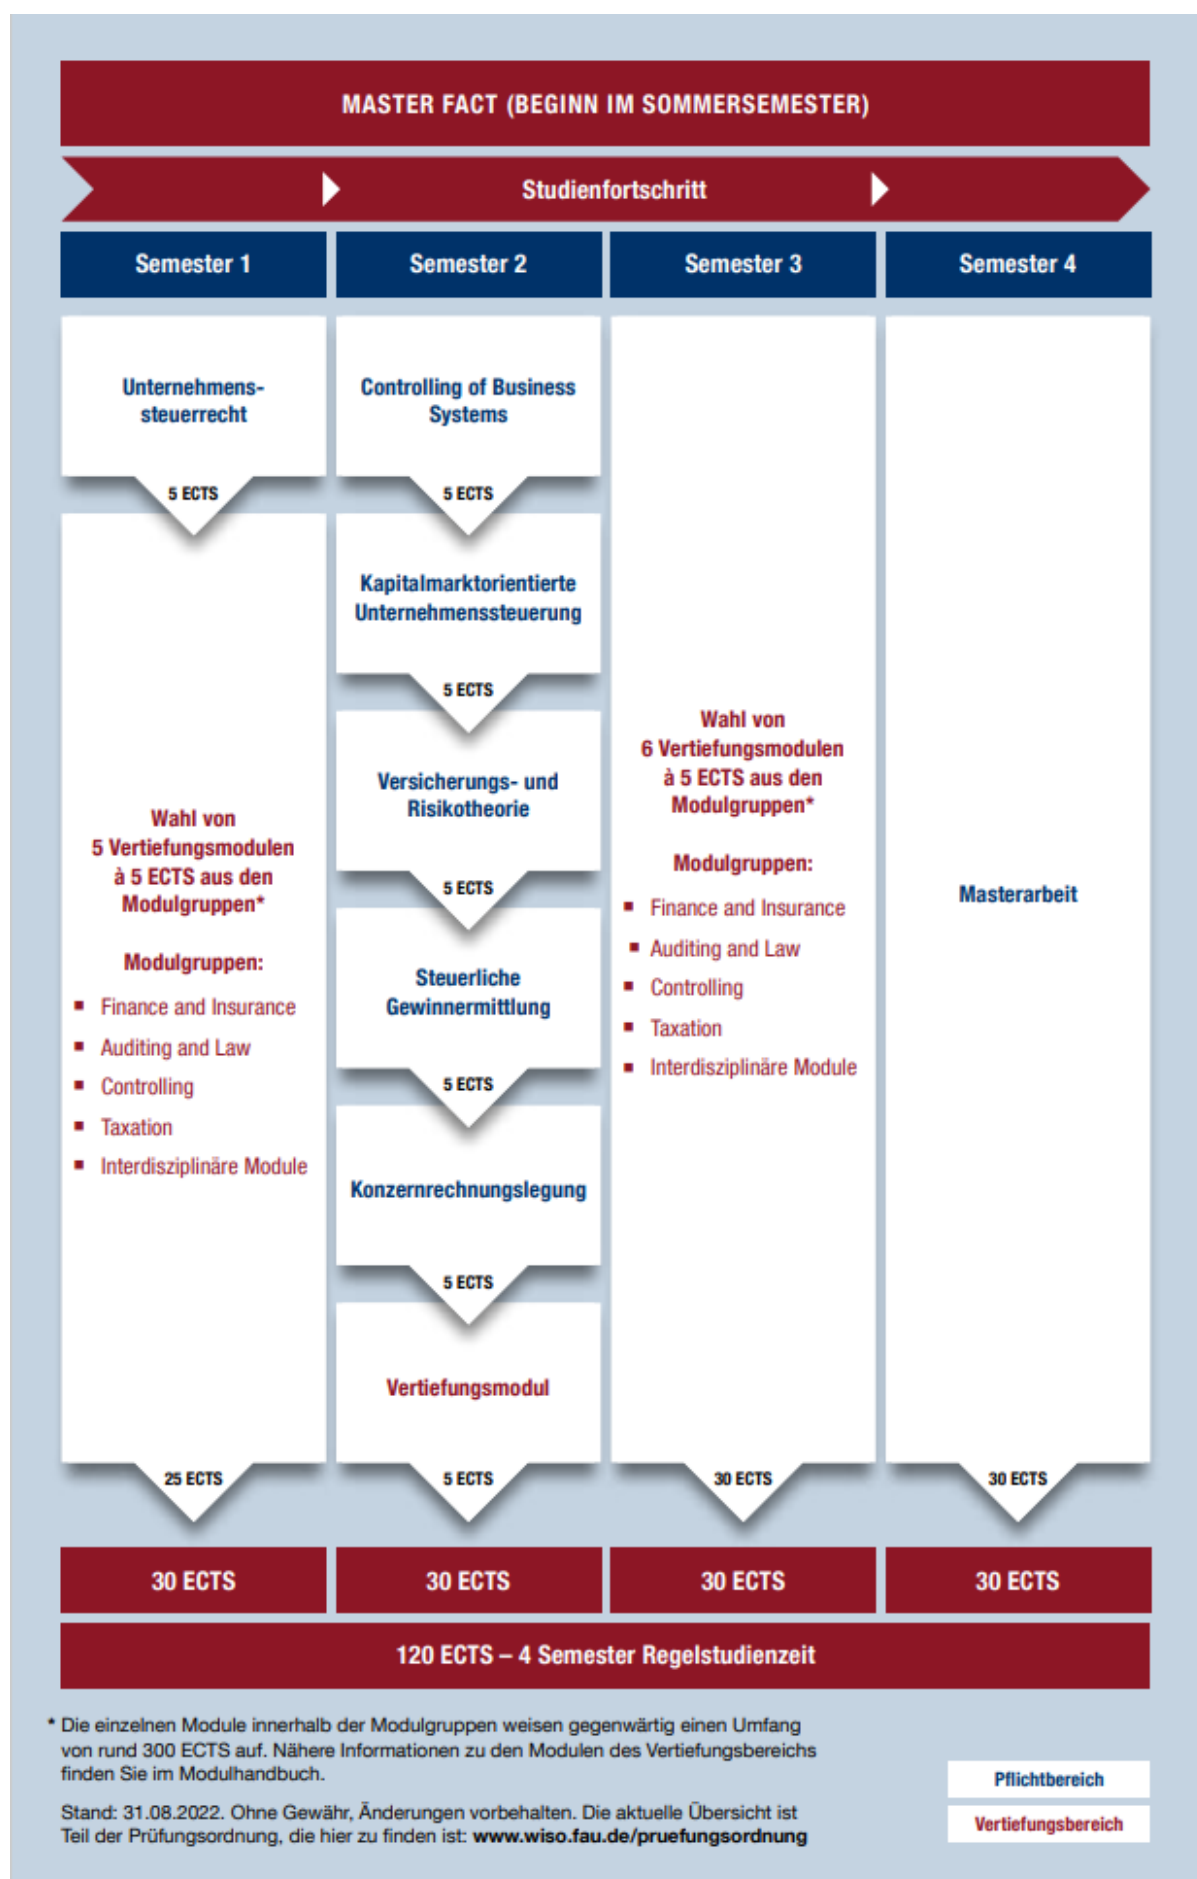 MASTER FACT (BEGINN IM SOMMERSEMESTER)
Studienfortschritt
Semester 1
Semester 2
Semester 3
Semester 4
Unternehmens-
steuerrecht
5 ECTS
Wahl von
5 Vertiefungsmodulen
à 5 ECTS aus den
Modulgruppen*
Modulgruppen:
▪ Finance and Insurance
▪ Auditing and Law
▪ Controlling
▪ Taxation
▪ Interdisziplinäre Module
25 ECTS
Controlling of Business
Systems
5 ECTS
Kapitalmarktorientierte
Unternehmenssteuerung
5 ECTS
Versicherungs- und
Risikotheorie
5 ECTS
Steuerliche
Gewinnermittlung
5 ECTS
Konzernrechnungslegung
5 ECTS
Vertiefungsmodul
5 ECTS
Wahl von
6 Vertiefungsmodulen
à 5 ECTS aus den
Modulgruppen*
Modulgruppen:
▪ Finance and Insurance
▪ Auditing and Law
▪ Controlling
▪ Taxation
▪ Interdisziplinäre Module
30 ECTS
Masterarbeit
30 ECTS
30 ECTS
30 ECTS
30 ECTS
30 ECTS
120 ECTS – 4 Semester Regelstudienzeit
* Die einzelnen Module innerhalb der Modulgruppen weisen gegenwärtig einen Umfang
von rund 300 ECTS auf. Nähere Informationen zu den Modulen des Vertiefungsbereichs
finden Sie im Modulhandbuch.
Stand: 31.08.2022. Ohne Gewähr, Änderungen vorbehalten. Die aktuelle Übersicht ist
Teil der Prüfungsordnung, die hier zu finden ist: www.wiso.fau.de/pruefungsordnung
Pflichtbereich
Vertiefungsbereich